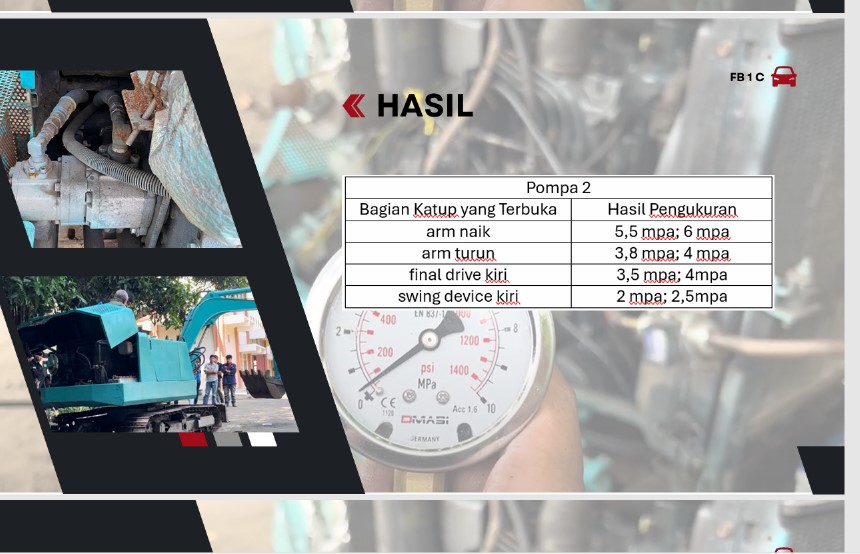 FB 1 C
HASIL
Pompa 2
Bagian Katup yang Terbuka Hasil Pengukuran
arm naik 5,5 mpa; 6 mpa
arm turun 3,8 mpa; 4 mpa
final drive kiri 3,5 mpa; 4mpa
swing device kiri 2 mpa; 2,5mpa
400 EN 837-1
2 8
200 1200
psi 1400
MPa
0 10
CE
Acc 1.6
GERMANY